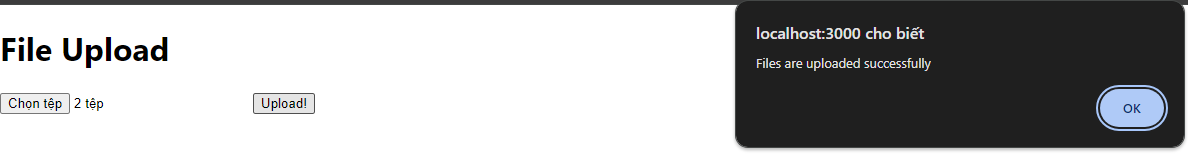 File Upload
Chọn tệp 2 tệp Upload!
localhost:3000 cho biết
Files are uploaded successfully
OK